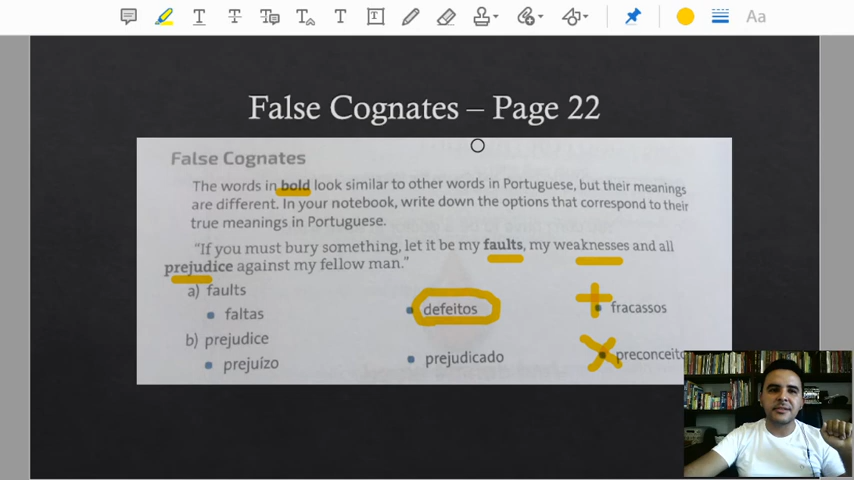 Aa
False Cognates – Page 22
False Cognates
The words in bold look similar to other words in Portuguese, but their meanings
are different. In your notebook, write down the options that correspond to their
true meanings in Portuguese.
"If you must bury something, let it be my faults, my weaknesses and all
prejudice against my fellow man."
a) faults
• faltas • defeitos • fracassos
b) prejudice
• prejuízo • prejudicado • preconceito